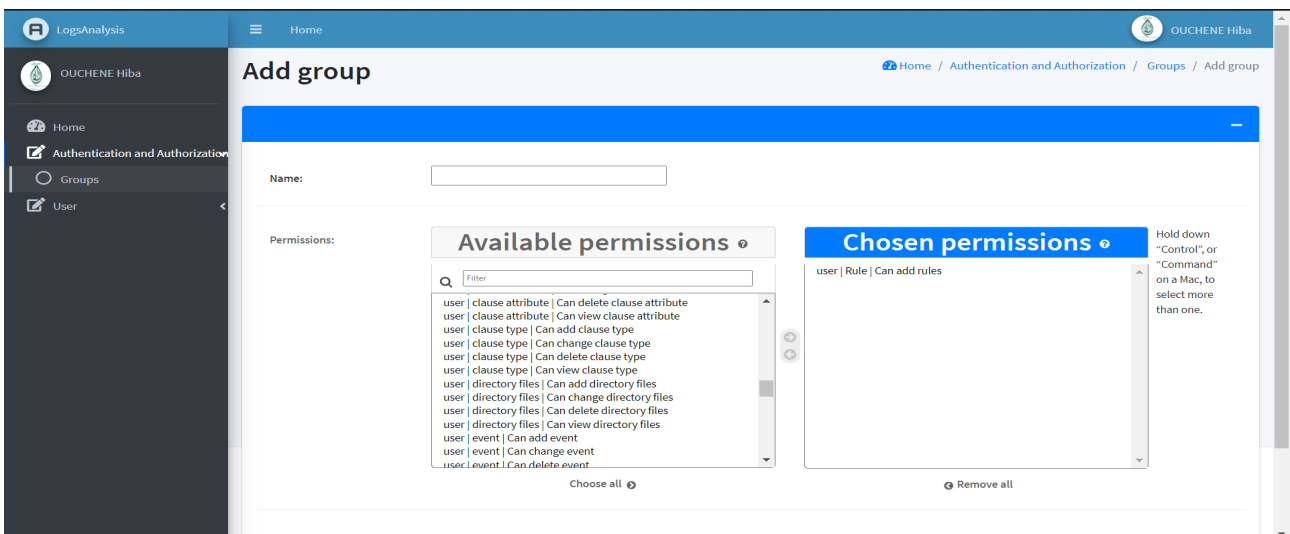 LogsAnalysis
Home
OUCHENE Hiba
OUCHENE Hiba
Home
Authentication and Authorization
Groups
User
Add group
Home / Authentication and Authorization / Groups / Add group
Name:
Permissions:
Available permissions
Filter
user | clause attribute | Can delete clause attribute
user | clause attribute | Can view clause attribute
user | clause type | Can add clause type
user | clause type | Can change clause type
user | clause type | Can delete clause type
user | clause type | Can view clause type
user | directory files | Can add directory files
user | directory files | Can change directory files
user | directory files | Can delete directory files
user | directory files | Can view directory files
user | event | Can add event
user | event | Can change event
user | event | Can delete event
Choose all
Chosen permissions
user | Rule | Can add rules
Remove all
Hold down
“Control”, or
“Command”
on a Mac, to
select more
than one.